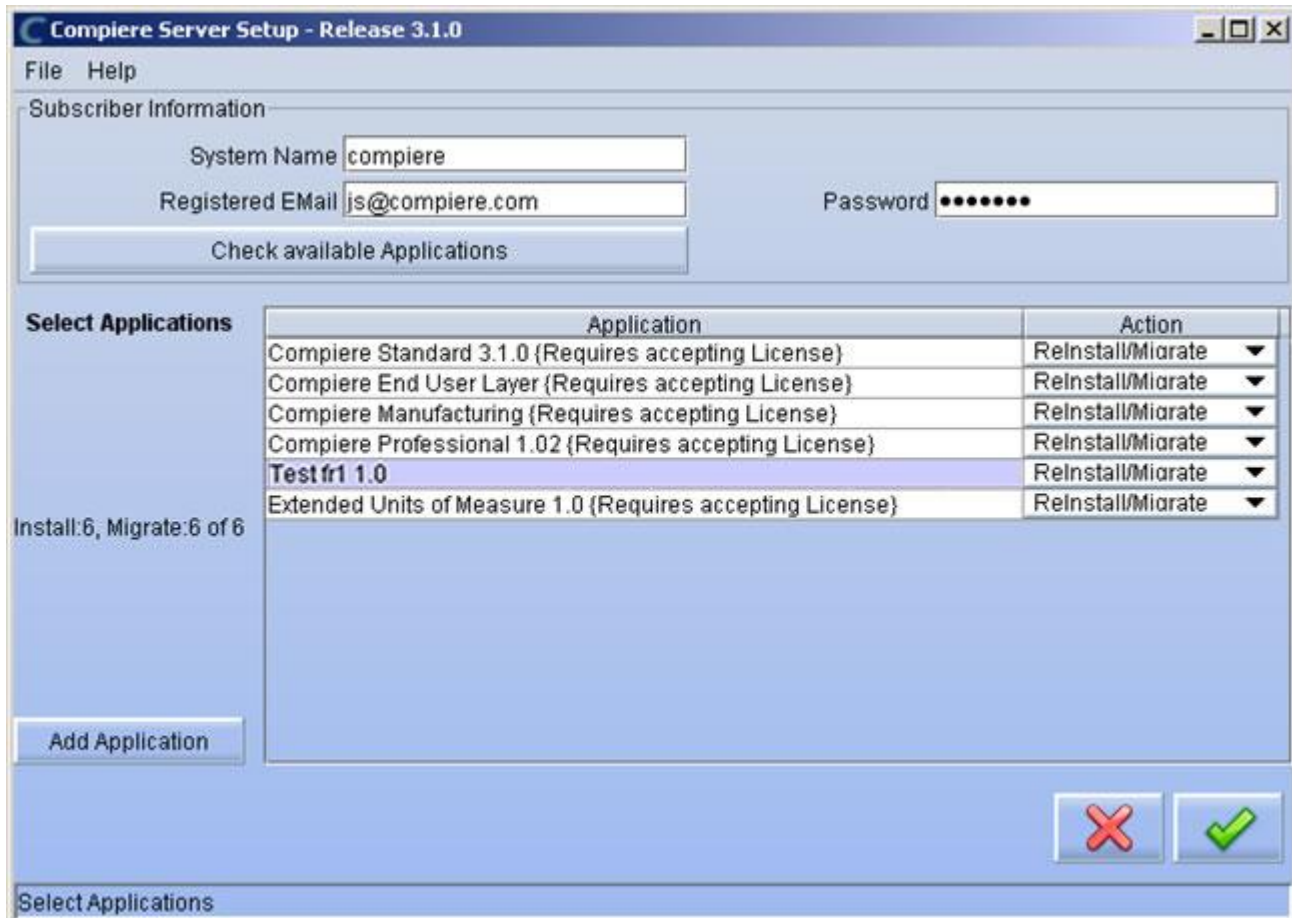 Compiere Server Setup - Release 3.1.0
File Help
Subscriber Information
System Name compiere
Registered EMail js@compiere.com Password •••••••
Check available Applications
Select Applications Application Action
Compiere Standard 3.1.0 {Requires accepting License} ReInstall/Migrate
Compiere End User Layer {Requires accepting License} ReInstall/Migrate
Compiere Manufacturing {Requires accepting License} ReInstall/Migrate
Compiere Professional 1.02 {Requires accepting License} ReInstall/Migrate
Test fr1 1.0 ReInstall/Migrate
Extended Units of Measure 1.0 {Requires accepting License} ReInstall/Migrate
Install:6, Migrate:6 of 6
Add Application
Select Applications